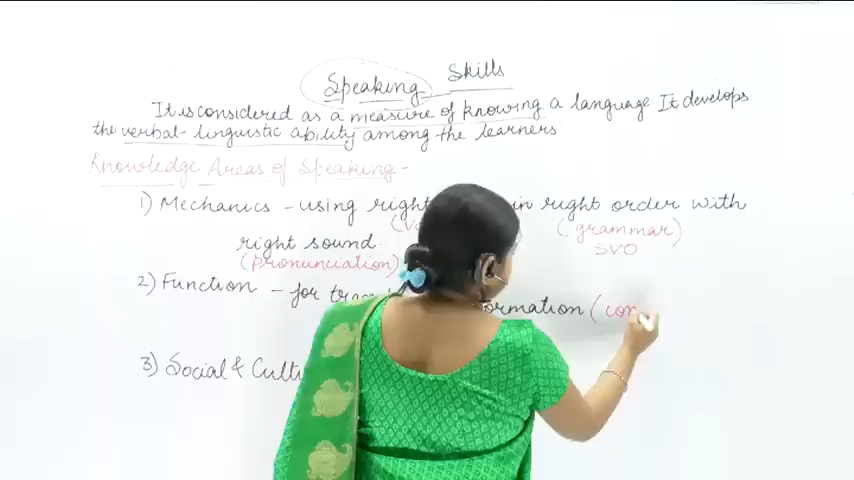 Speaking Skills
It is considered as a measure of knowing a language It develops
the verbal-linguistic ability among the learners
Knowledge Areas of Speaking -
1) Mechanics - using right in right order with
(grammar)
right sound. SVO
(pronunciation)
2) Function - for
(
3) Social &